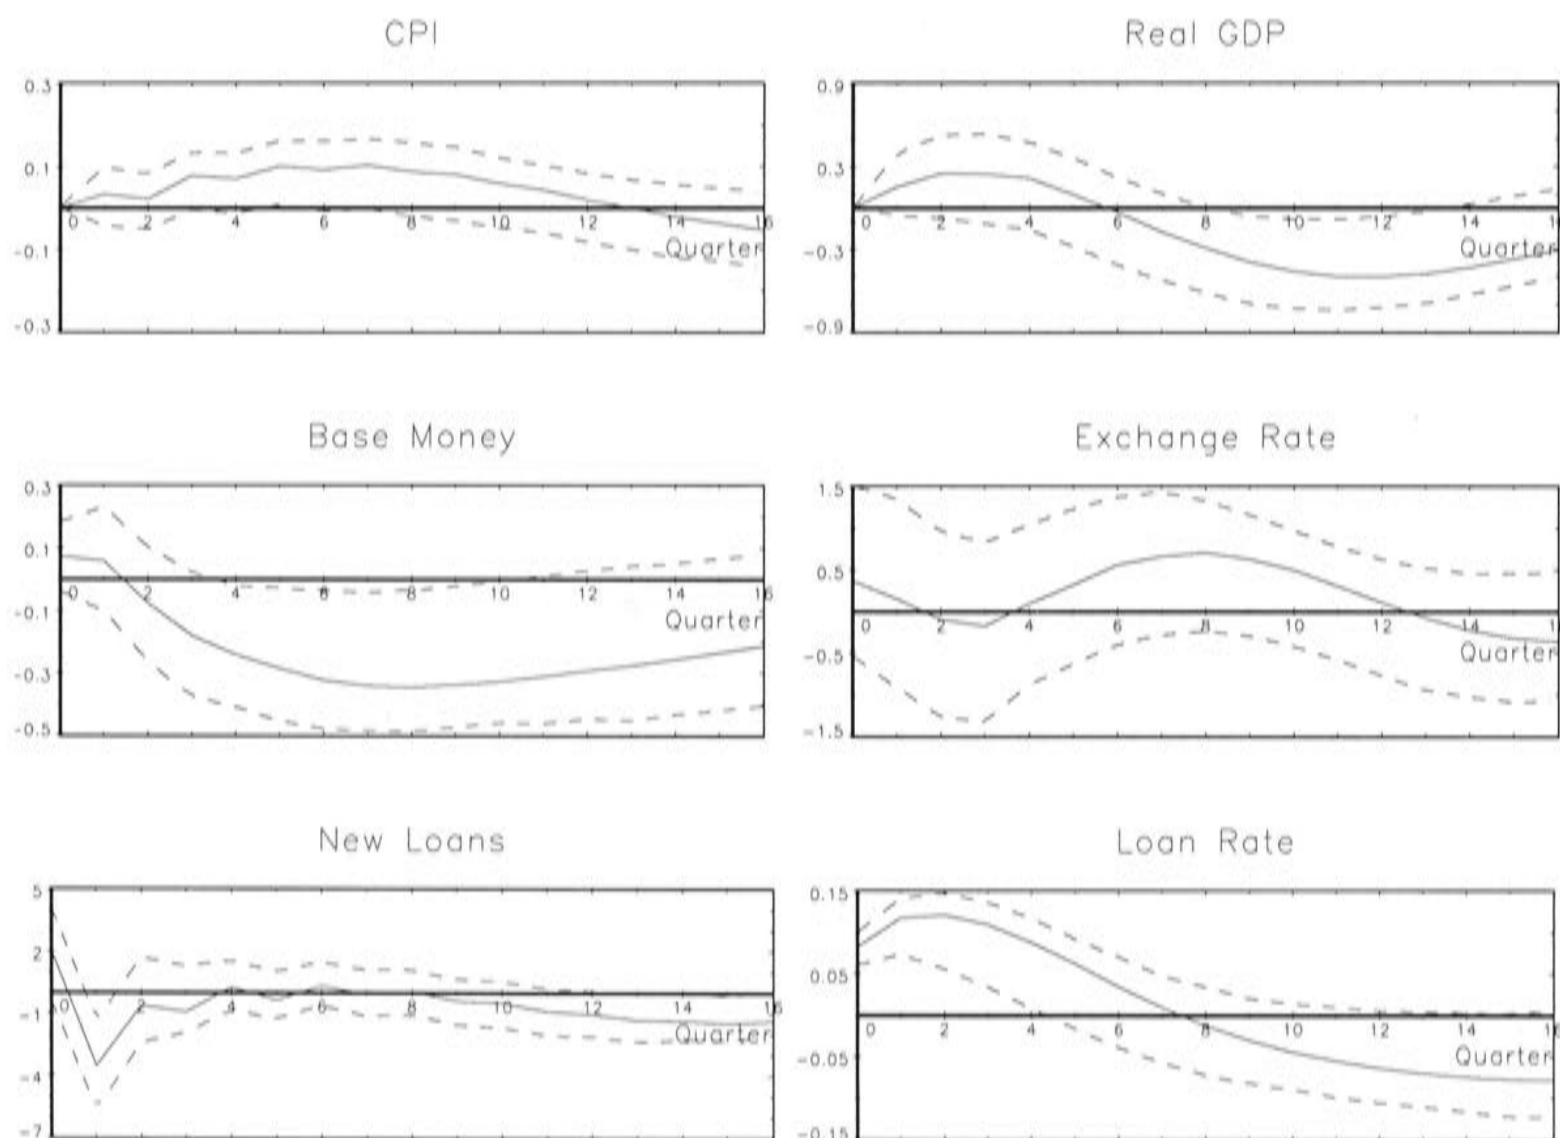 CPI
0.3
0.1
-0.1
-0.3
0 2 4 6 8 10 12 14 16
Quarter
Real GDP
0.9
0.3
-0.3
-0.9
0 2 4 6 8 10 12 14 16
Quarter
Base Money
0.3
0.1
-0.1
-0.3
-0.5
0 2 4 6 8 10 12 14 16
Quarter
Exchange Rate
1.5
0.5
-0.5
-1.5
0 2 4 6 8 10 12 14 16
Quarter
New Loans
5
2
-1
-4
-7
0 2 4 6 8 10 12 14 16
Quarter
Loan Rate
0.15
0.05
-0.05
-0.15
0 2 4 6 8 10 12 14 16
Quarter